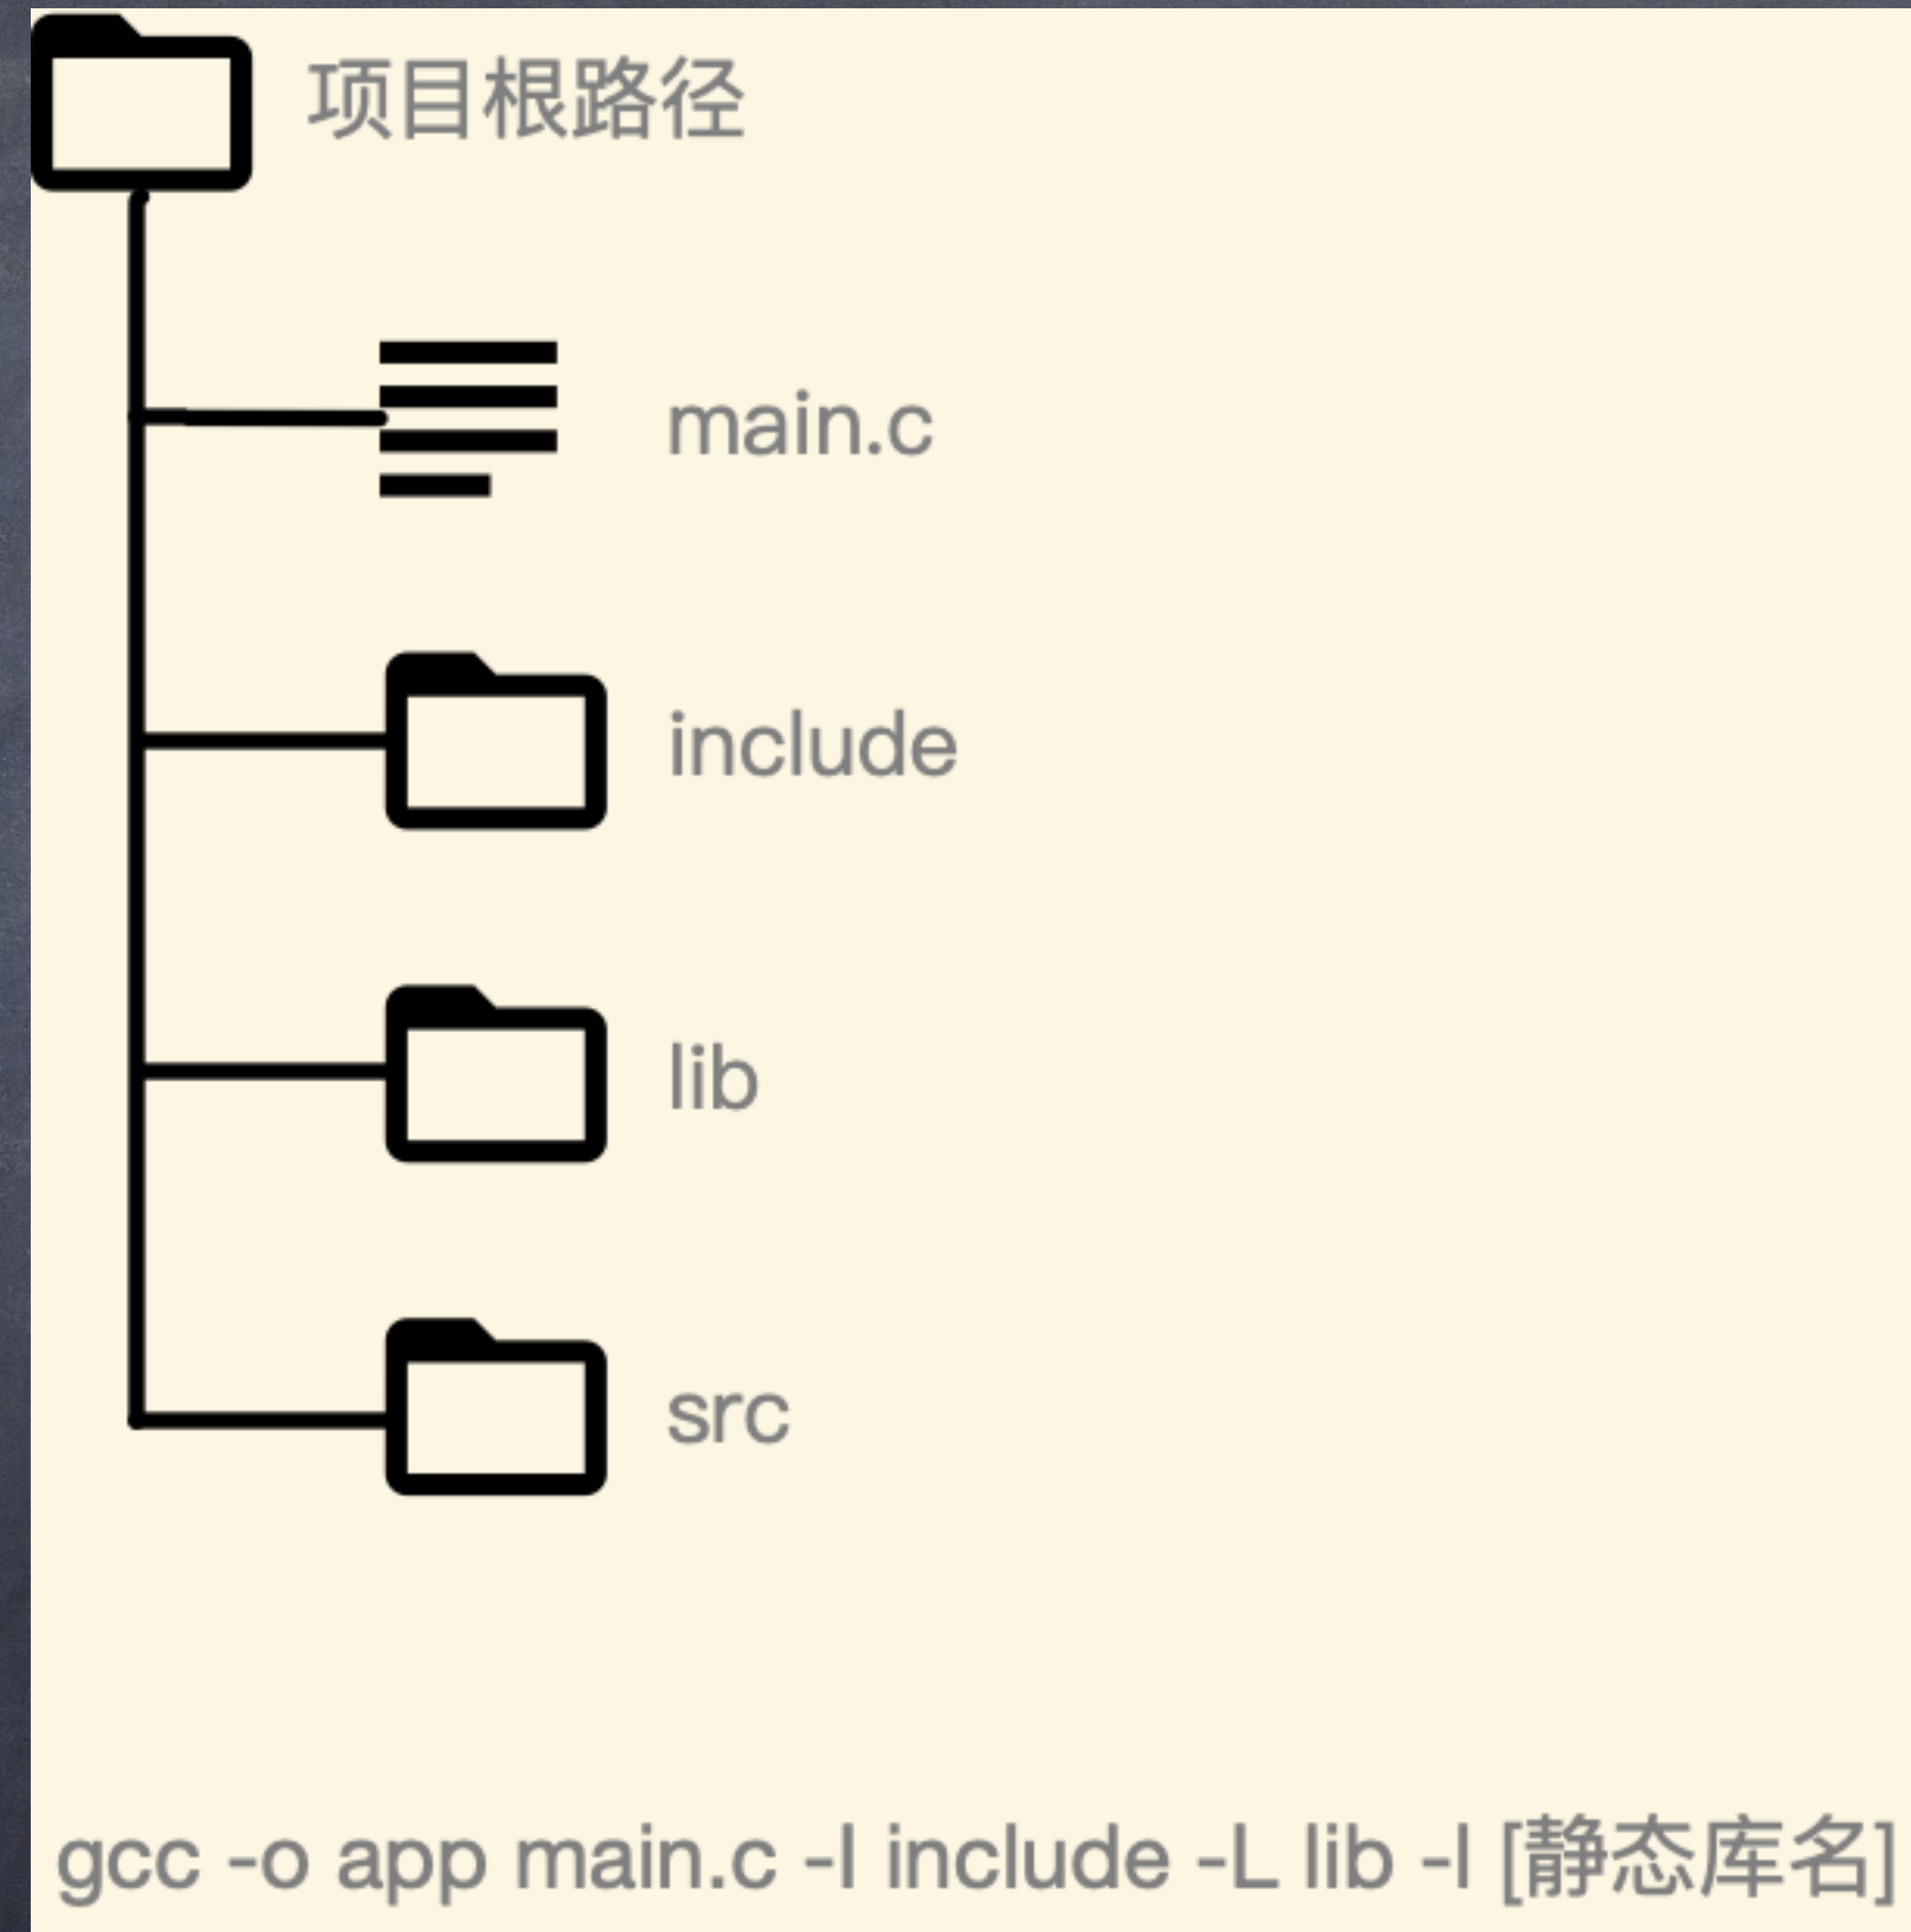 项目根路径
main.c
include
lib
src
gcc -o app main.c -I include -L lib -l [静态库名]